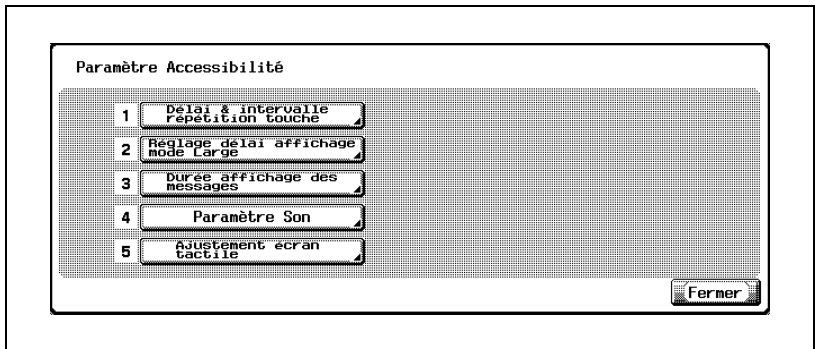 Paramètre Accessibilité
1 Délai & intervalle
répétition touche
2 Réglage délai affichage
mode Large
3 Durée affichage des
messages
4 Paramètre Son
5 Ajustement écran
tactile
Fermer